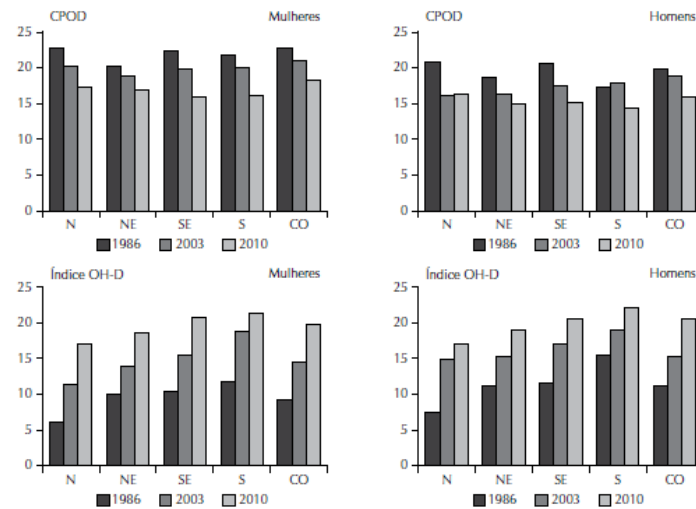 CPOD Mulheres
25
20
15
10
5
0
N NE SE S CO
1986 2003 2010
CPOD Homens
25
20
15
10
5
0
N NE SE S CO
1986 2003 2010
Índice OH-D Mulheres
25
20
15
10
5
0
N NE SE S CO
1986 2003 2010
Índice OH-D Homens
25
20
15
10
5
0
N NE SE S CO
1986 2003 2010